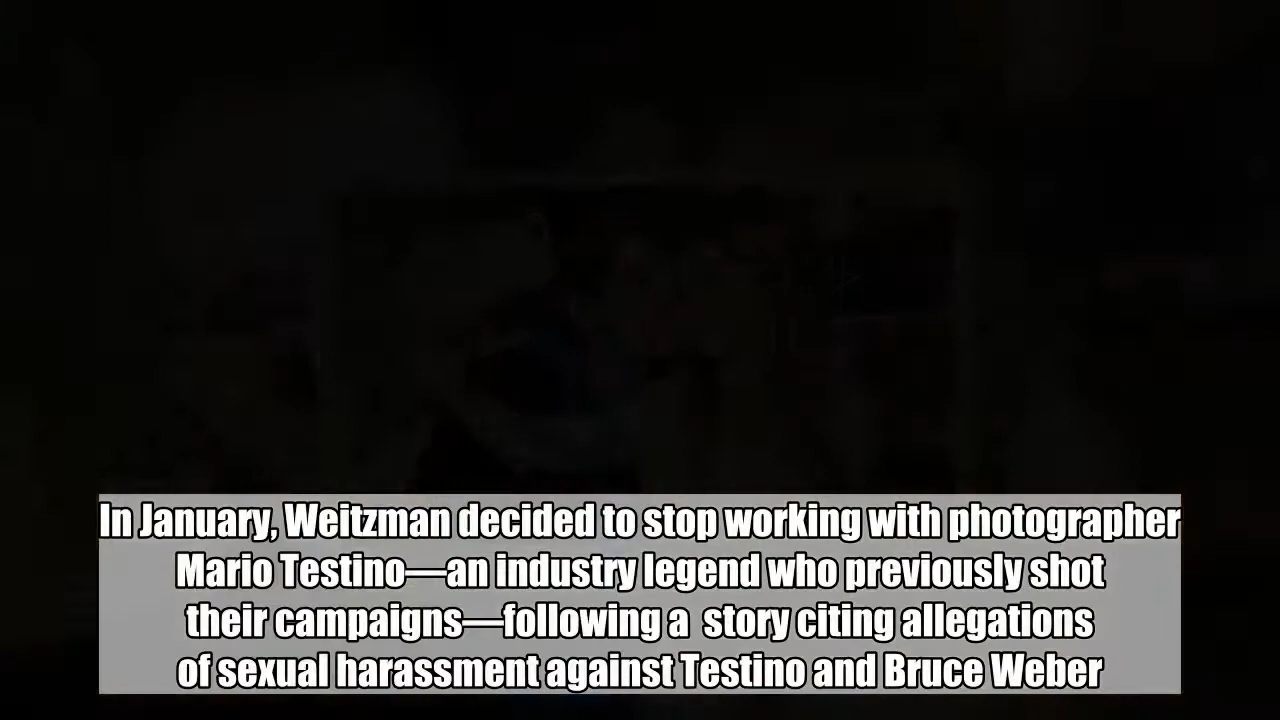 In January, Weitzman decided to stop working with photographer
Mario Testino—an industry legend who previously shot
their campaigns—following a  story citing allegations
of sexual harassment against Testino and Bruce Weber